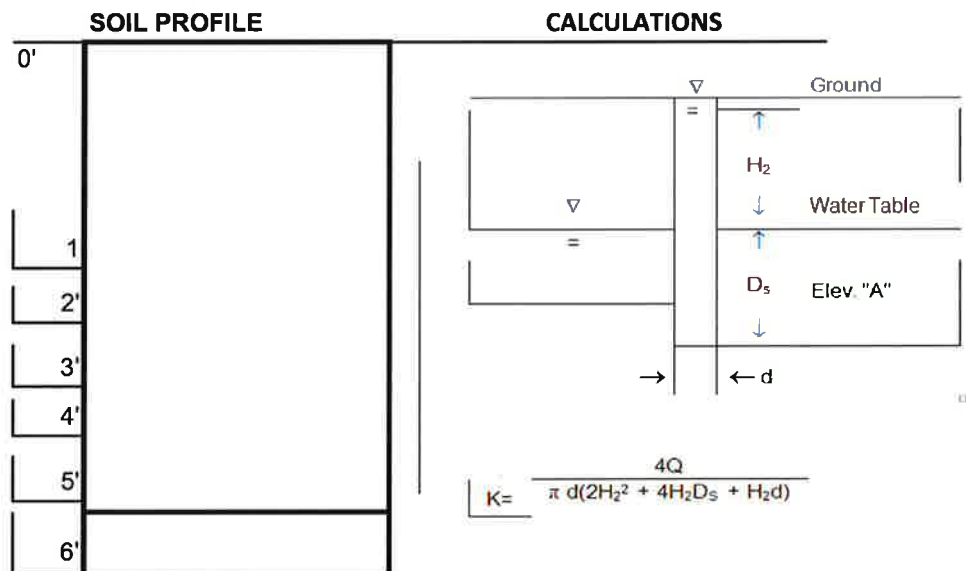 SOIL PROFILE
CALCULATIONS
0'
∇
Ground
=
↑
H₂
∇
↓
Water Table
=
↑
1
Dₛ
Elev. "A"
2'
↓
3'
→
← d
4'
5'
4Q
K=
π d(2H₂² + 4H₂Dₛ + H₂d)
6'